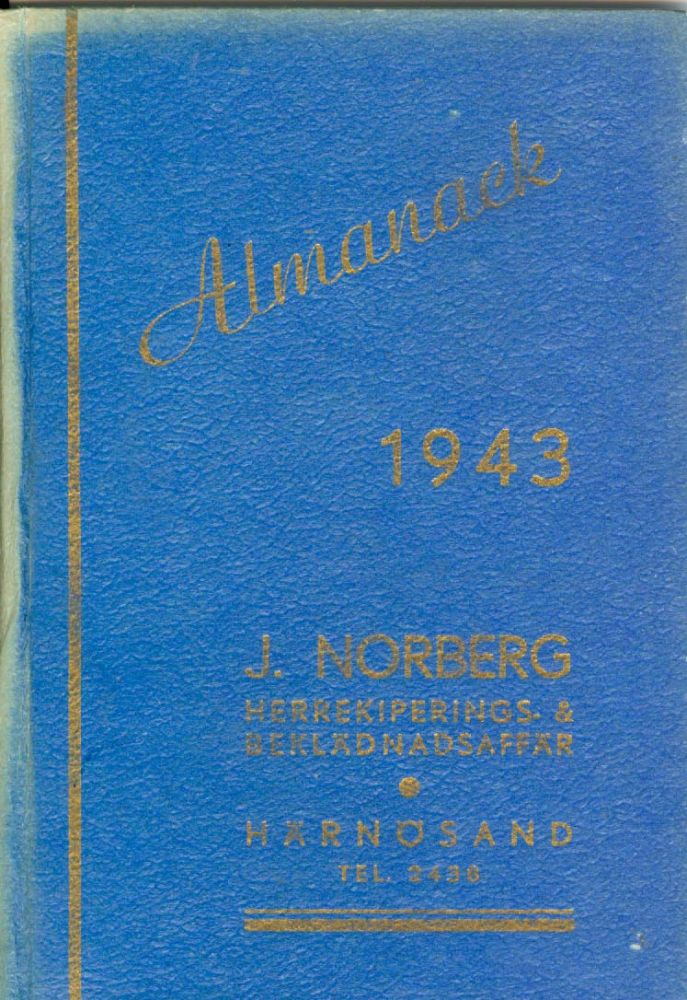 Almanack
1943
J. NORBERG
HERREKIPERINGS- &
BEKLÄDNADSAFFÄR
HÄRNÖSAND
TEL. 2436